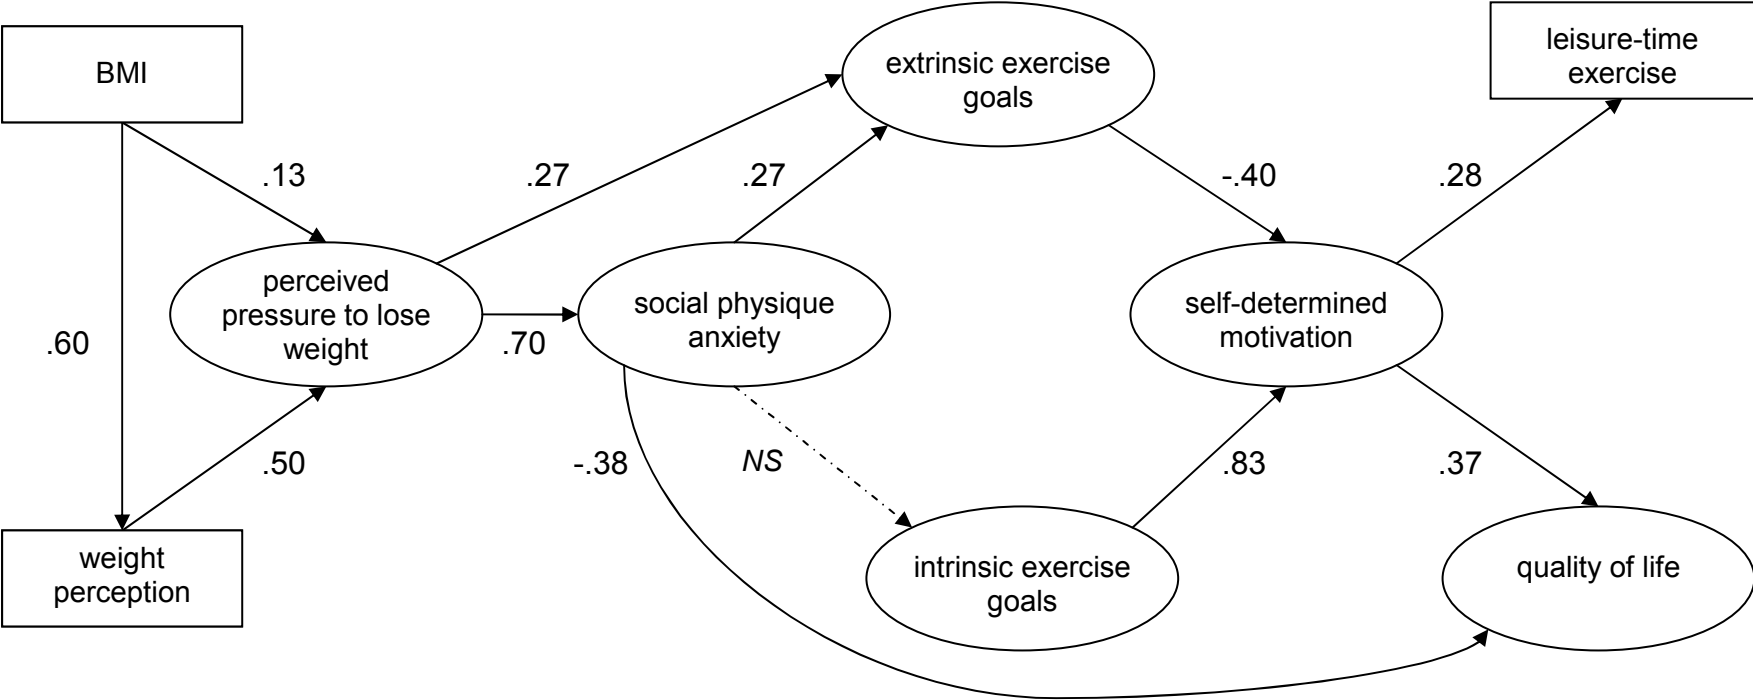 BMI
extrinsic exercise
goals
leisure-time
exercise
.13
.27
.27
-.40
.28
perceived
pressure to lose
weight
social physique
anxiety
self-determined
motivation
.60
.70
.50
-.38
NS
.83
.37
weight
perception
intrinsic exercise
goals
quality of life